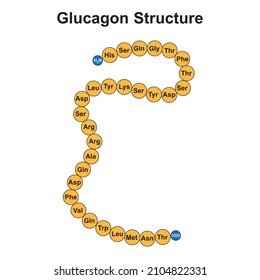 Glucagon Structure
H₂N His Ser Gln Gly Thr Phe Thr Ser Asp Tyr Ser Lys Tyr Leu Asp Ser Arg Arg Ala Gln Asp Phe Val Gln Trp Leu Met Asn Thr COOH
shutterstock.com · 2104822331